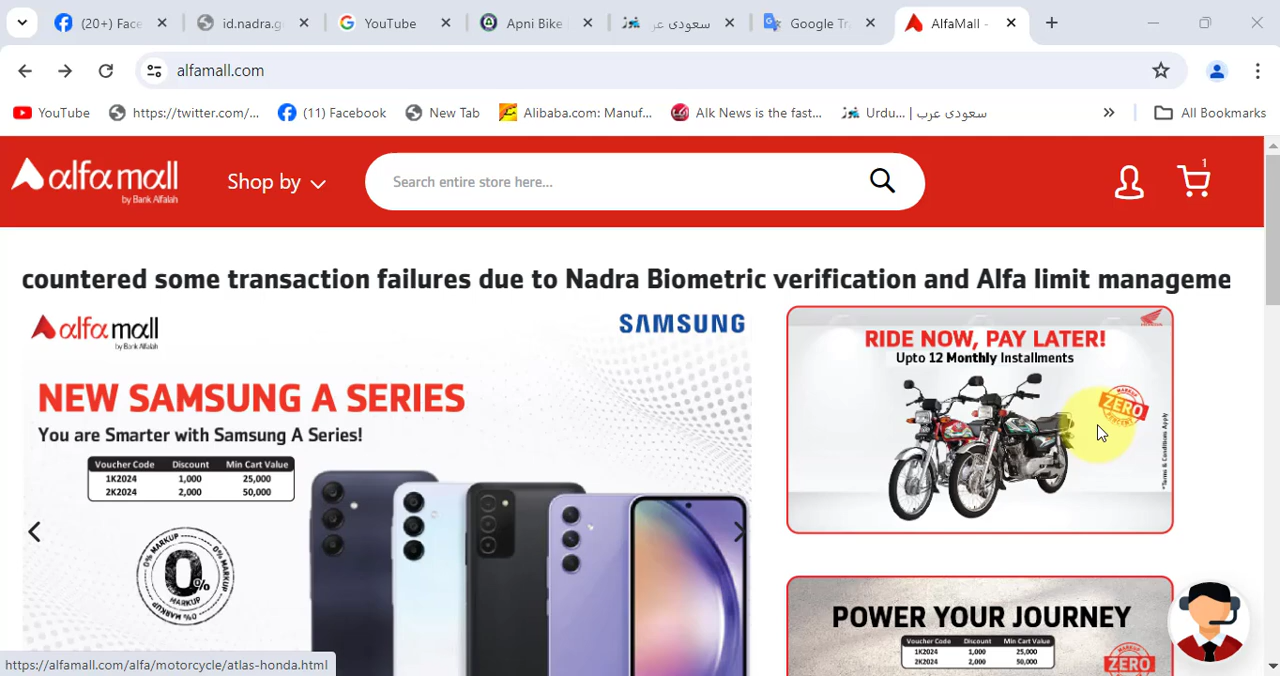 (20+) Face
id.nadra.g
YouTube
Apni Bike
سعودی عر
Google Tr
AlfaMall -
alfamall.com
YouTube
https://twitter.com/...
(11) Facebook
New Tab
Alibaba.com: Manuf...
Alk News is the fast...
Urdu... | سعودی عرب
»
All Bookmarks
alfa mall
by Bank Alfalah
Shop by
Search entire store here...
1
countered some transaction failures due to Nadra Biometric verification and Alfa limit manageme
alfa mall
by Bank Alfalah
SAMSUNG
NEW SAMSUNG A SERIES
You are Smarter with Samsung A Series!
Voucher Code Discount Min Cart Value
1K2024 1,000 25,000
2K2024 2,000 50,000
0% MARKUP
0%
MARKUP
RIDE NOW, PAY LATER!
Upto 12 Monthly Installments
ZERO
*Terms & Conditions Apply
POWER YOUR JOURNEY
Voucher Code Discount Min Cart Value
1K2024 1,000 25,000
2K2024 2,000 50,000
ZERO
https://alfamall.com/alfa/motorcycle/atlas-honda.html